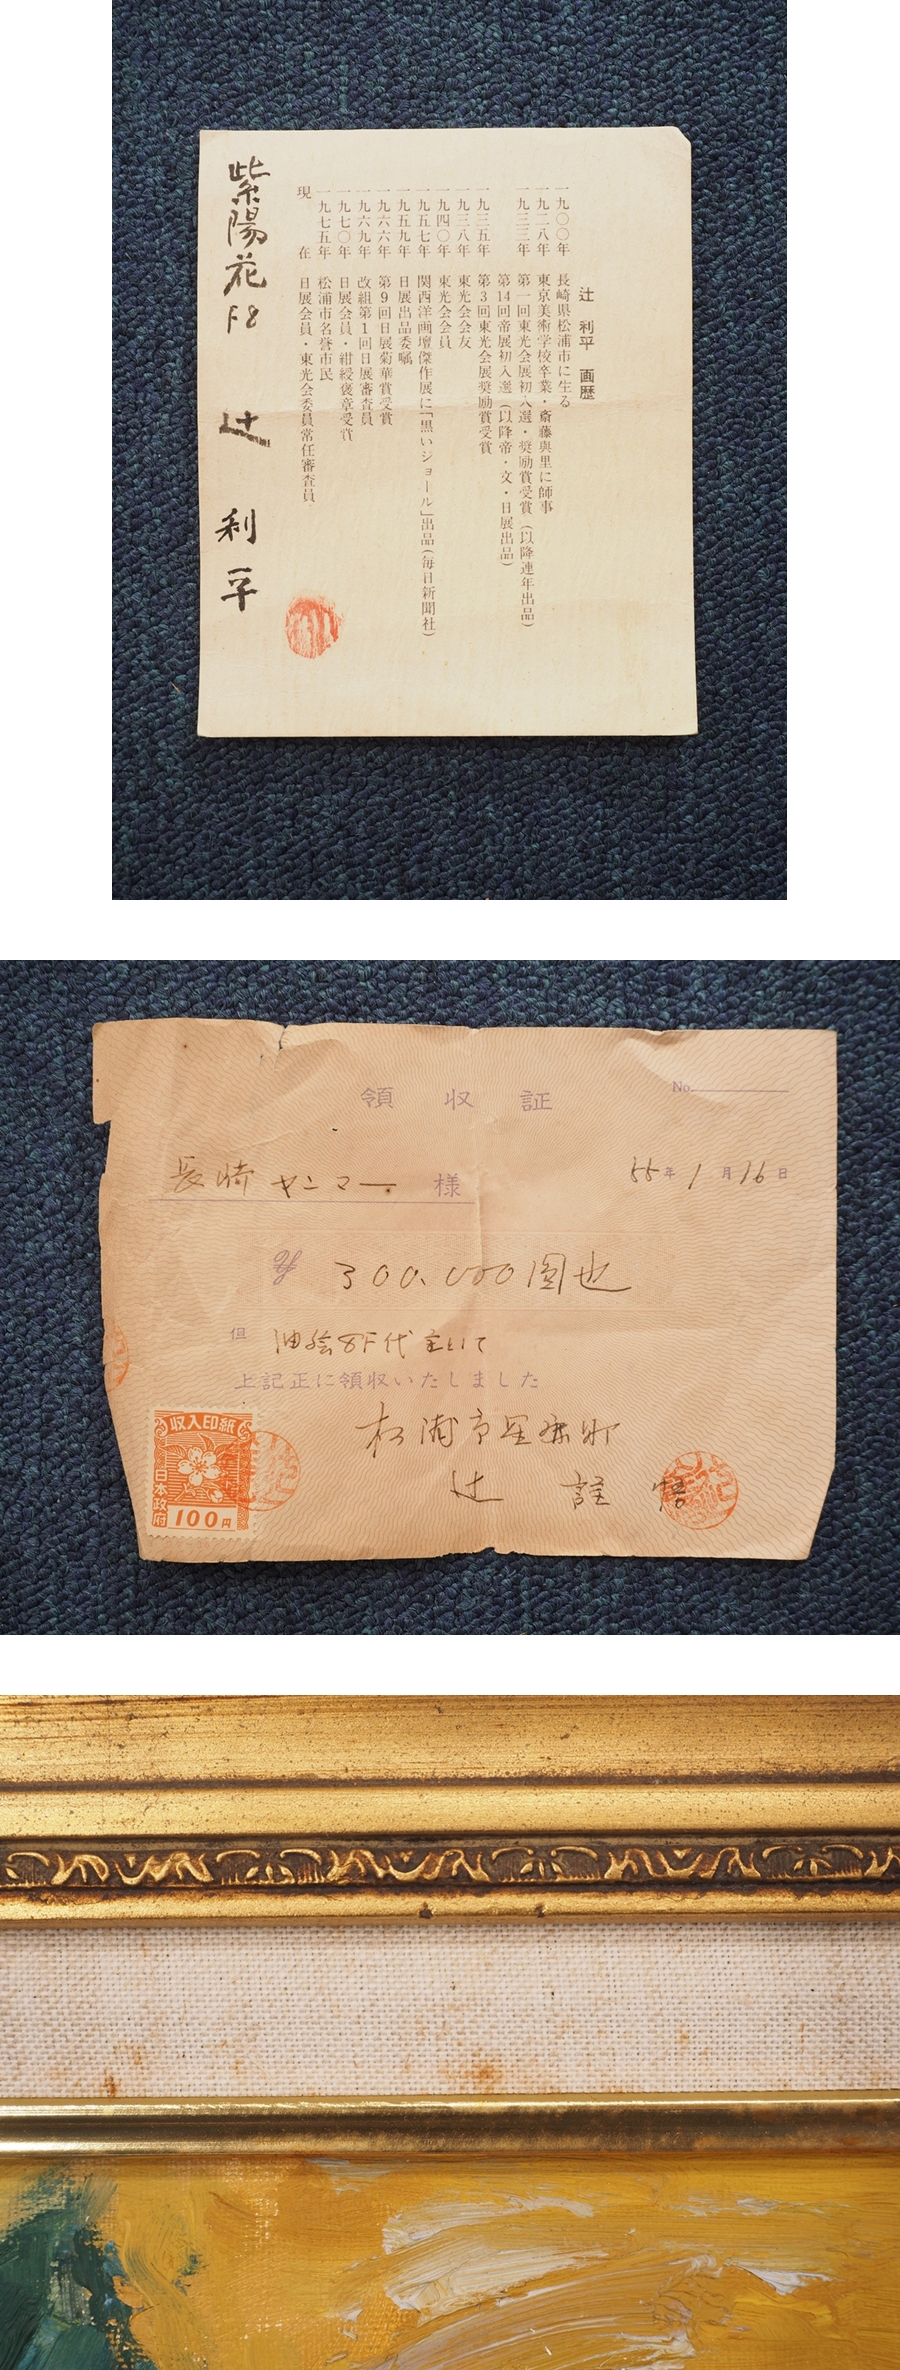 辻 利平 画歴
一九〇〇年 長崎県松浦市に生る
一九二八年 東京美術学校卒業・斎藤與里に師事
一九三三年 第一回東光会展初入選・奨励賞受賞（以降連年出品）
第14回帝展初入選（以降帝・文・日展出品）
一九三五年 第3回東光会展奨励賞受賞
一九三八年 東光会会友
一九四〇年 東光会会員
一九五七年 関西洋画壇傑作展に「黒いジョール」出品（毎日新聞社）
一九五九年 日展出品委嘱
一九六六年 第9回日展菊華賞受賞
一九六九年 改組第1回日展審査員
一九七〇年 日展会員・紺綬褒章受賞
一九七五年 松浦市名誉市民
現在 日展会員・東光会委員常任審査員
紫陽花 F8 辻 利平
領収証
No.
長崎ヤンマー様
55年1月16日
300,000圓也
但 油絵8F代
上記正に領収いたしました
松浦市星鹿町
辻
収入印紙
日本政府
100円